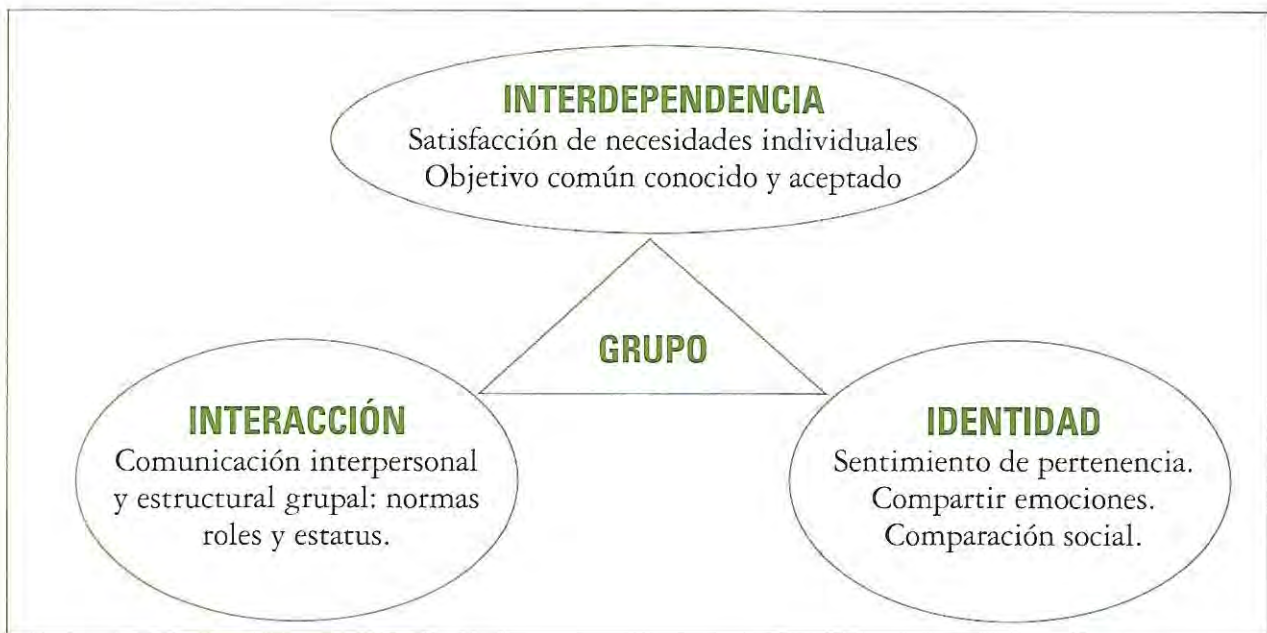 INTERDEPENDENCIA
Satisfacción de necesidades individuales
Objetivo común conocido y aceptado
GRUPO
INTERACCIÓN
Comunicación interpersonal
y estructural grupal: normas
roles y estatus.
IDENTIDAD
Sentimiento de pertenencia.
Compartir emociones.
Comparación social.